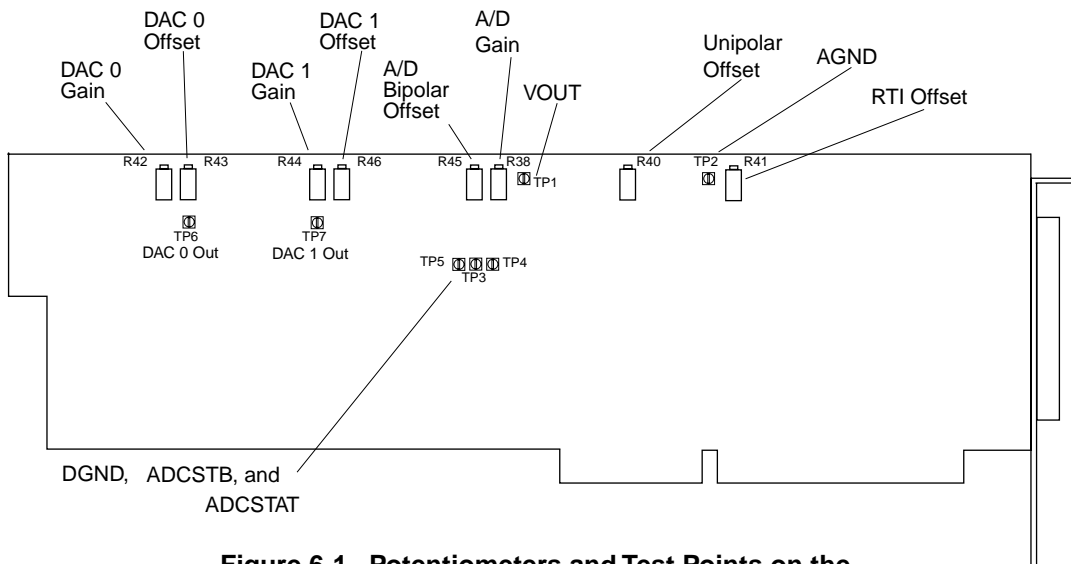 DAC 0
Offset
DAC 1
Offset
A/D
Gain
Unipolar
Offset
AGND
DAC 0
Gain
DAC 1
Gain
A/D
Bipolar
Offset
VOUT
RTI Offset
R42
R43
R44
R46
R45
R38
R40
TP2
R41
TP1
TP6
DAC 0 Out
TP7
DAC 1 Out
TP5
TP4
TP3
DGND, ADCSTB, and
ADCSTAT
Figure 6-1. Potentiometers and Test Points on the